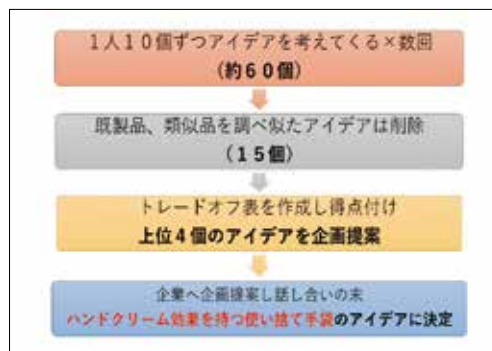 1人10個ずつアイデアを考えてくる×数回
(約60個)
既製品、類似品を調べ似たアイデアは削除
(15個)
トレードオフ表を作成し得点付け
上位4個のアイデアを企画提案
企業へ企画提案し話し合いの末
ハンドクリーム効果を持つ使い捨て手袋のアイデアに決定